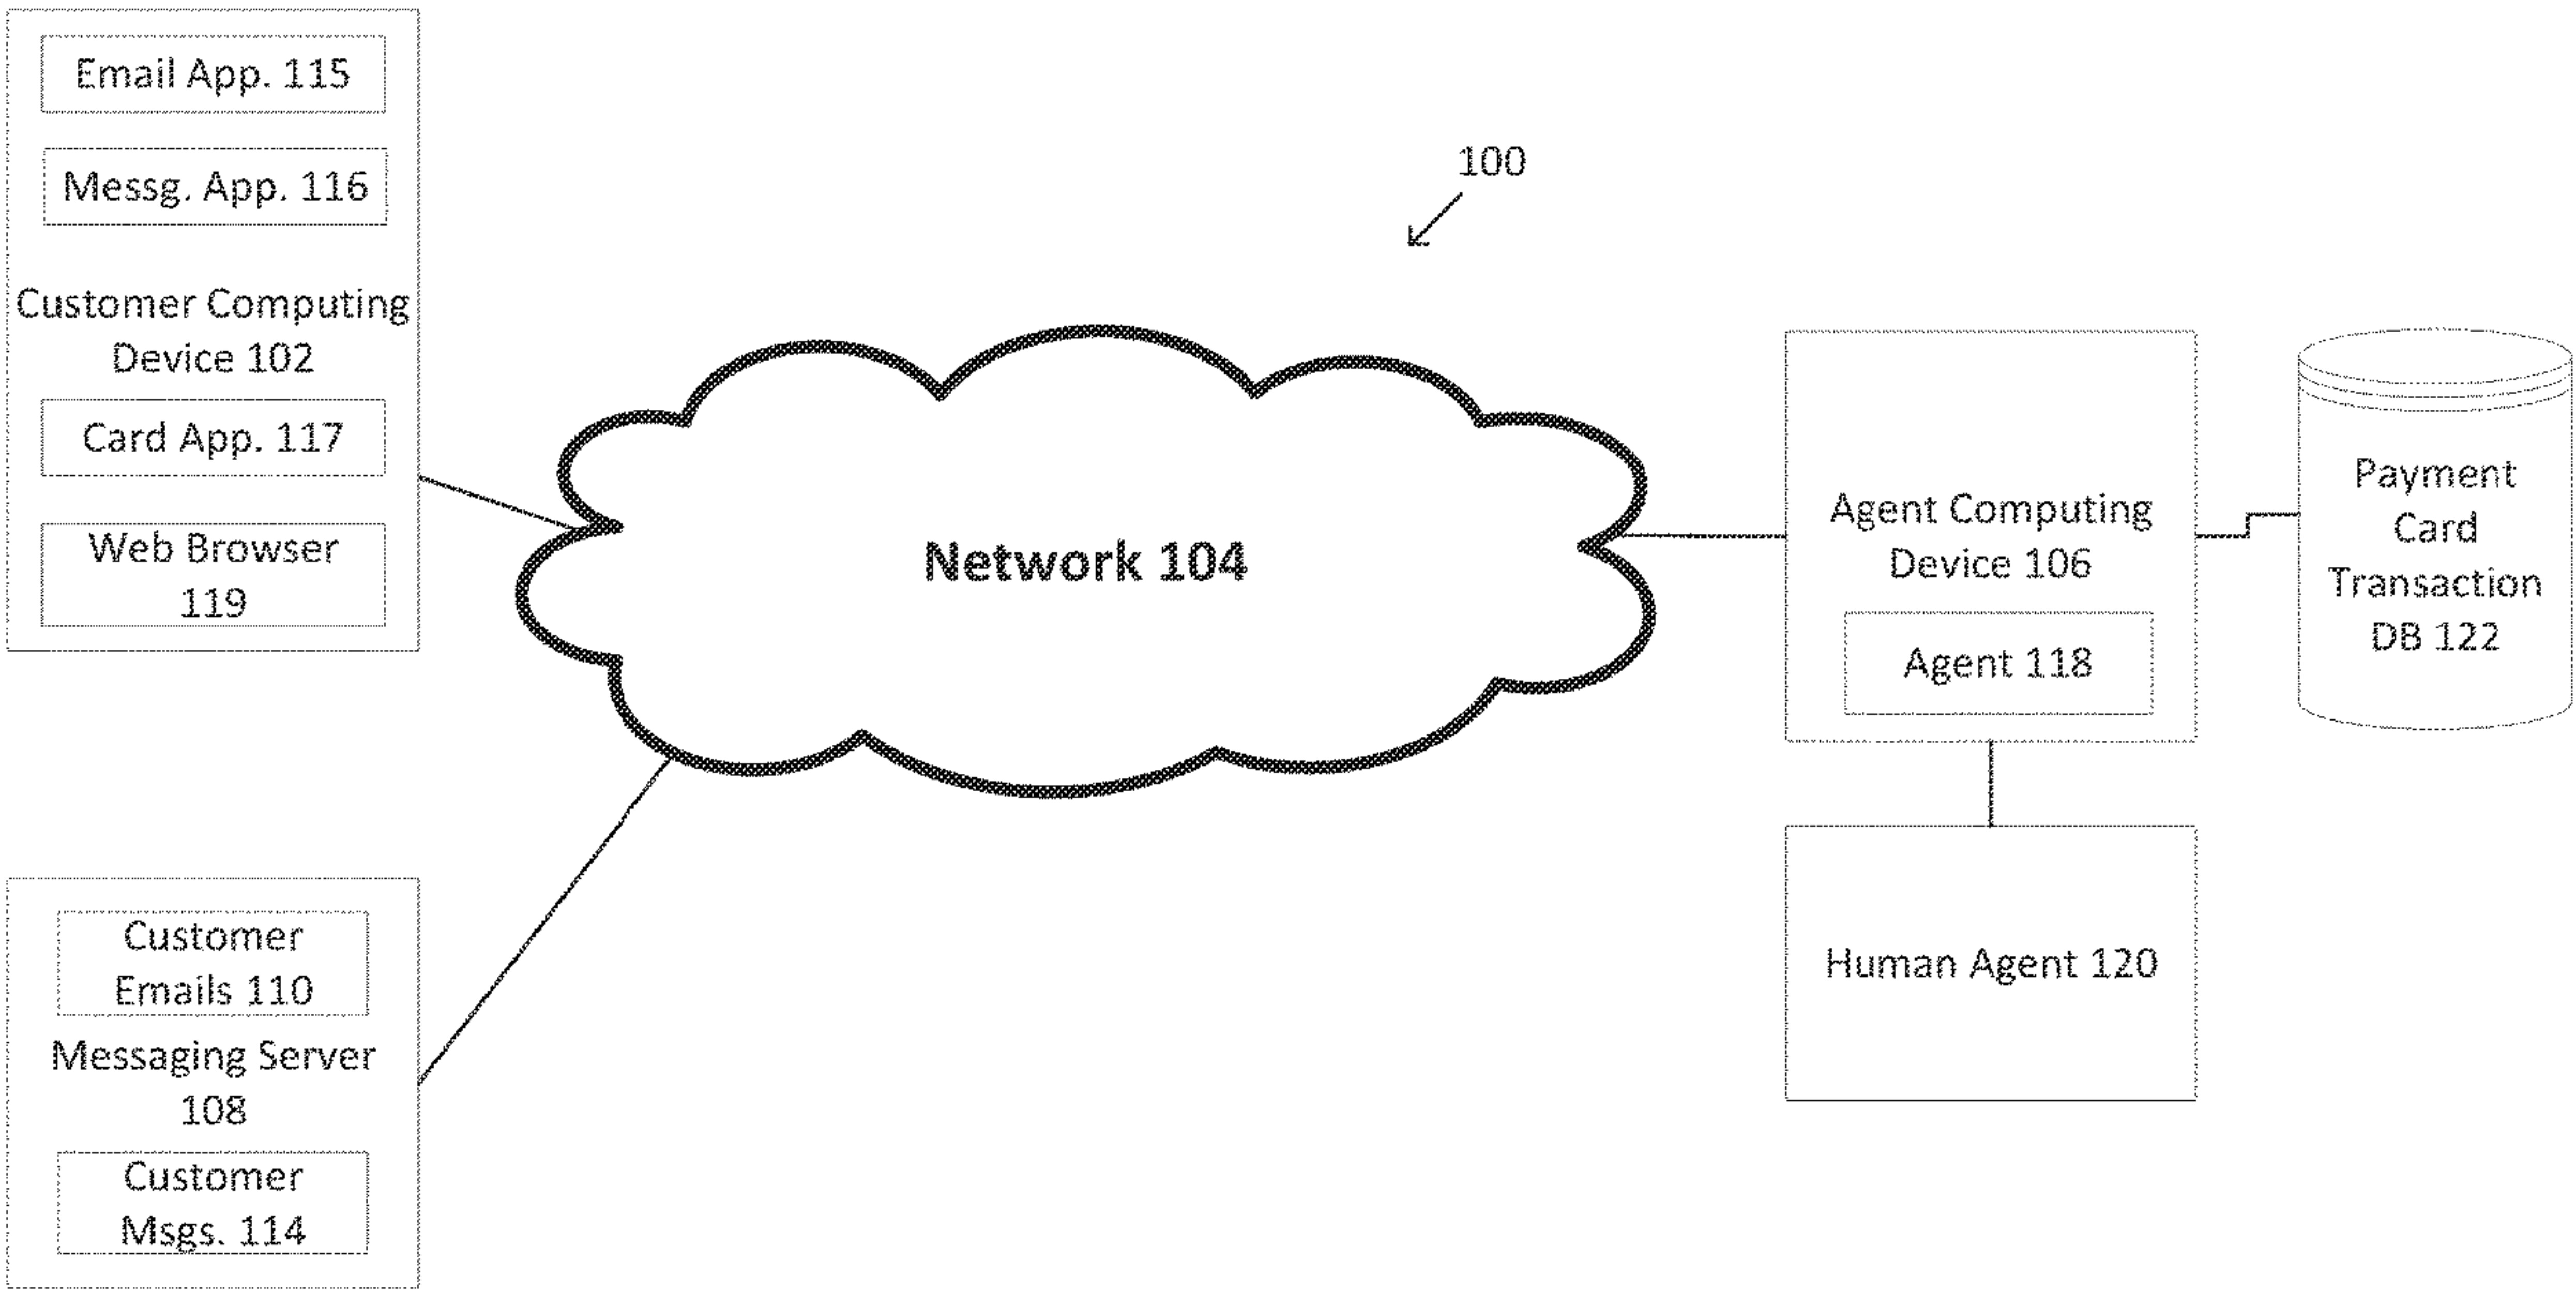 Email App. 115
Messg. App. 116
Customer Computing
Device 102
Card App. 117
Web Browser
119
100
Network 104
Agent Computing
Device 106
Agent 118
Payment
Card
Transaction
DB 122
Human Agent 120
Customer
Emails 110
Messaging Server
108
Customer
Msgs. 114